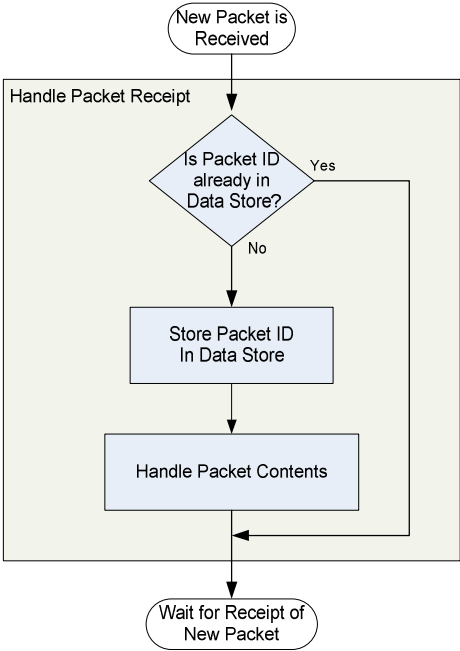 New Packet is
Received
Handle Packet Receipt
Is Packet ID
already in
Data Store?
Yes
No
Store Packet ID
In Data Store
Handle Packet Contents
Wait for Receipt of
New Packet